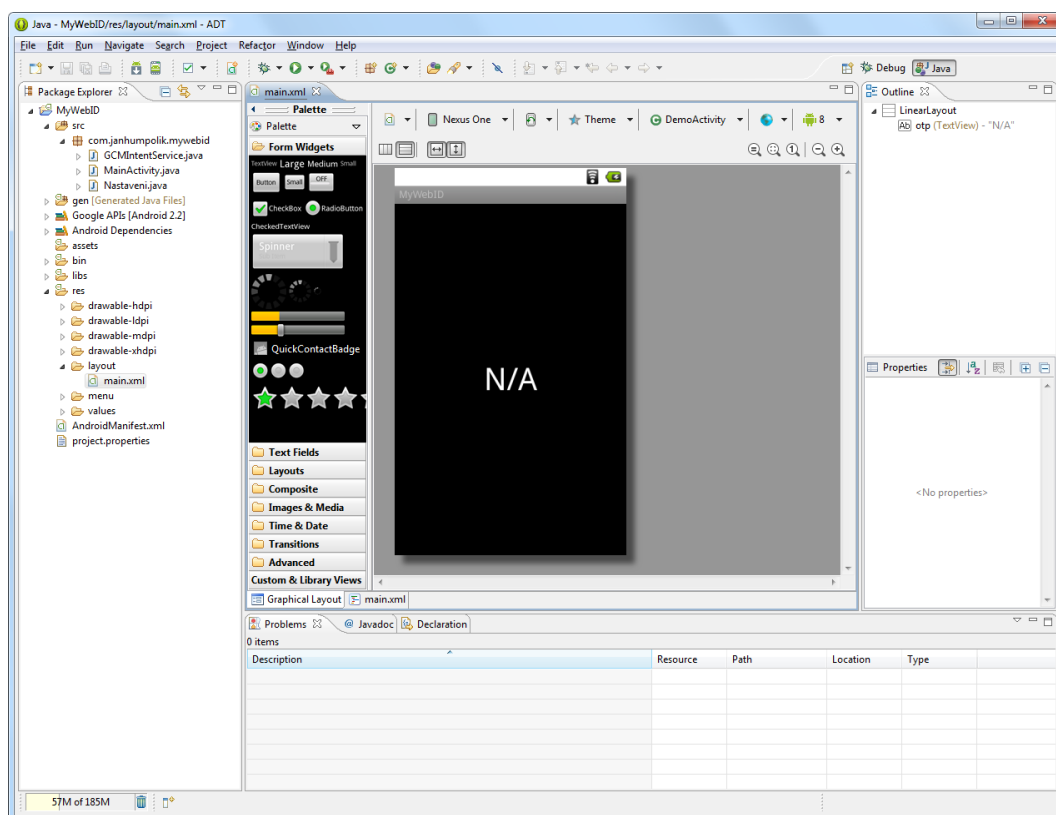 Java - MyWebID/res/layout/main.xml - ADT
File Edit Run Navigate Search Project Refactor Window Help
Debug Java
Package Explorer
MyWebID
src
com.janhumpolik.mywebid
GCMIntentService.java
MainActivity.java
Nastaveni.java
gen [Generated Java Files]
Google APIs [Android 2.2]
Android Dependencies
assets
bin
libs
res
drawable-hdpi
drawable-ldpi
drawable-mdpi
drawable-xhdpi
layout
main.xml
menu
values
AndroidManifest.xml
project.properties
main.xml
Palette
Palette
Form Widgets
TextView Large Medium Small
Button Small OFF
CheckBox RadioButton
CheckedTextView
Spinner
QuickContactBadge
Text Fields
Layouts
Composite
Images & Media
Time & Date
Transitions
Advanced
Custom & Library Views
Graphical Layout main.xml
Nexus One Theme DemoActivity 8
MyWebID
N/A
Outline
LinearLayout
Ab otp (TextView) - "N/A"
Properties
<No properties>
Problems @ Javadoc Declaration
0 items
Description Resource Path Location Type
57M of 185M